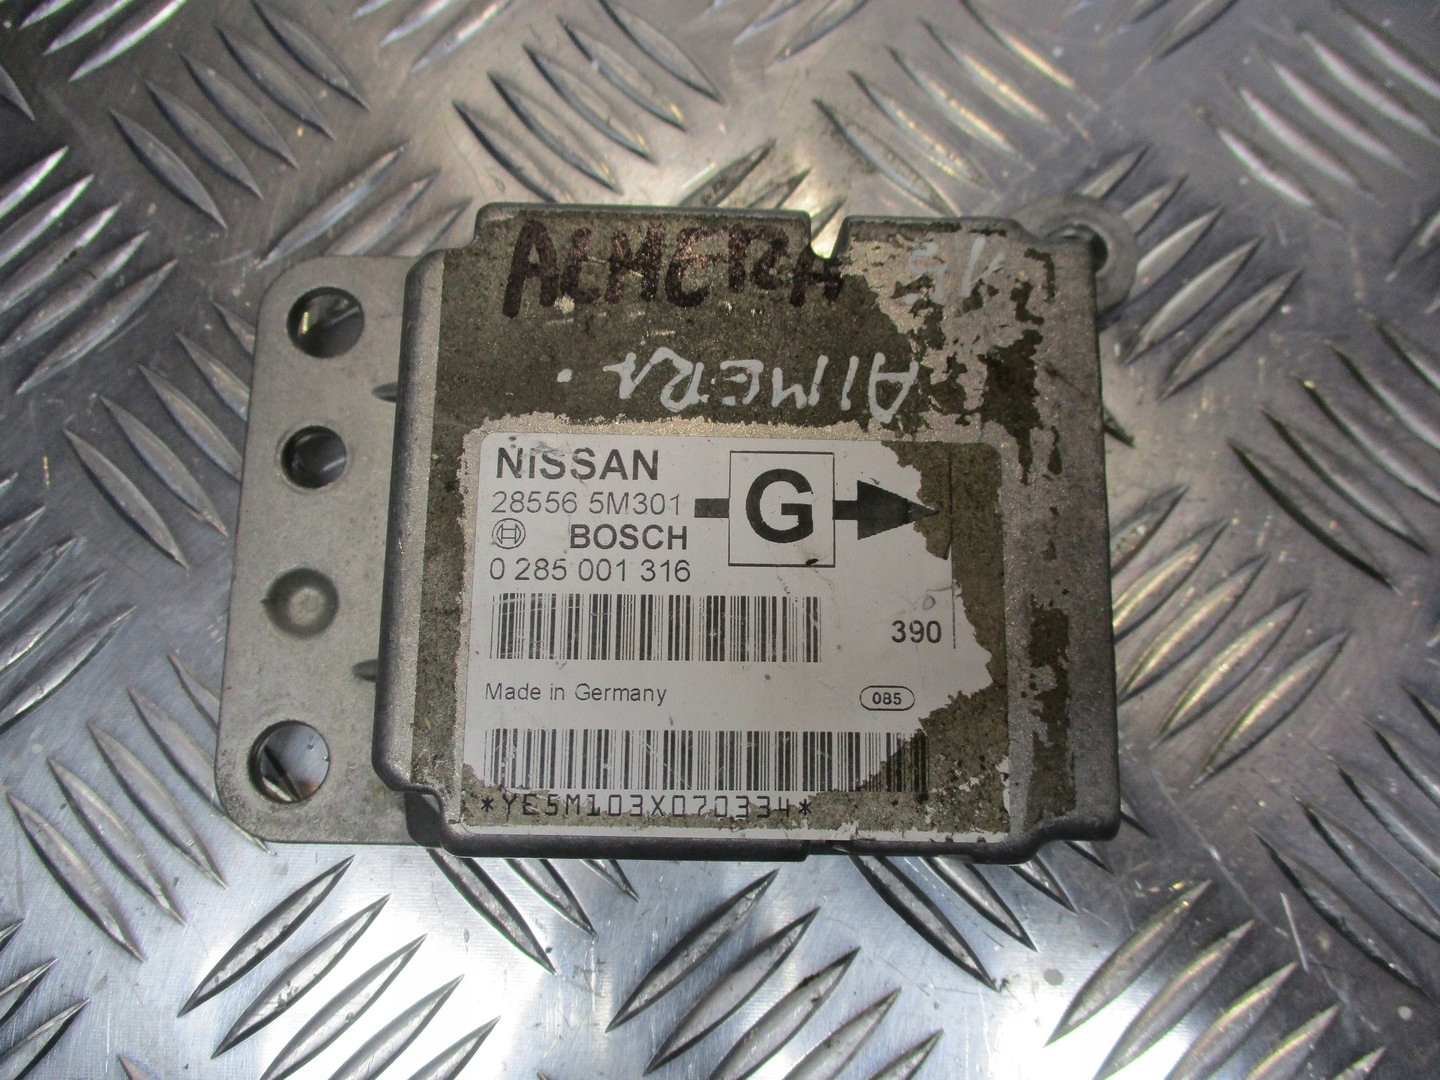 ALMERA
ALMERA.
NISSAN
28556 5M301
G
BOSCH
0 285 001 316
390
Made in Germany
085
*YE5M103X070334*